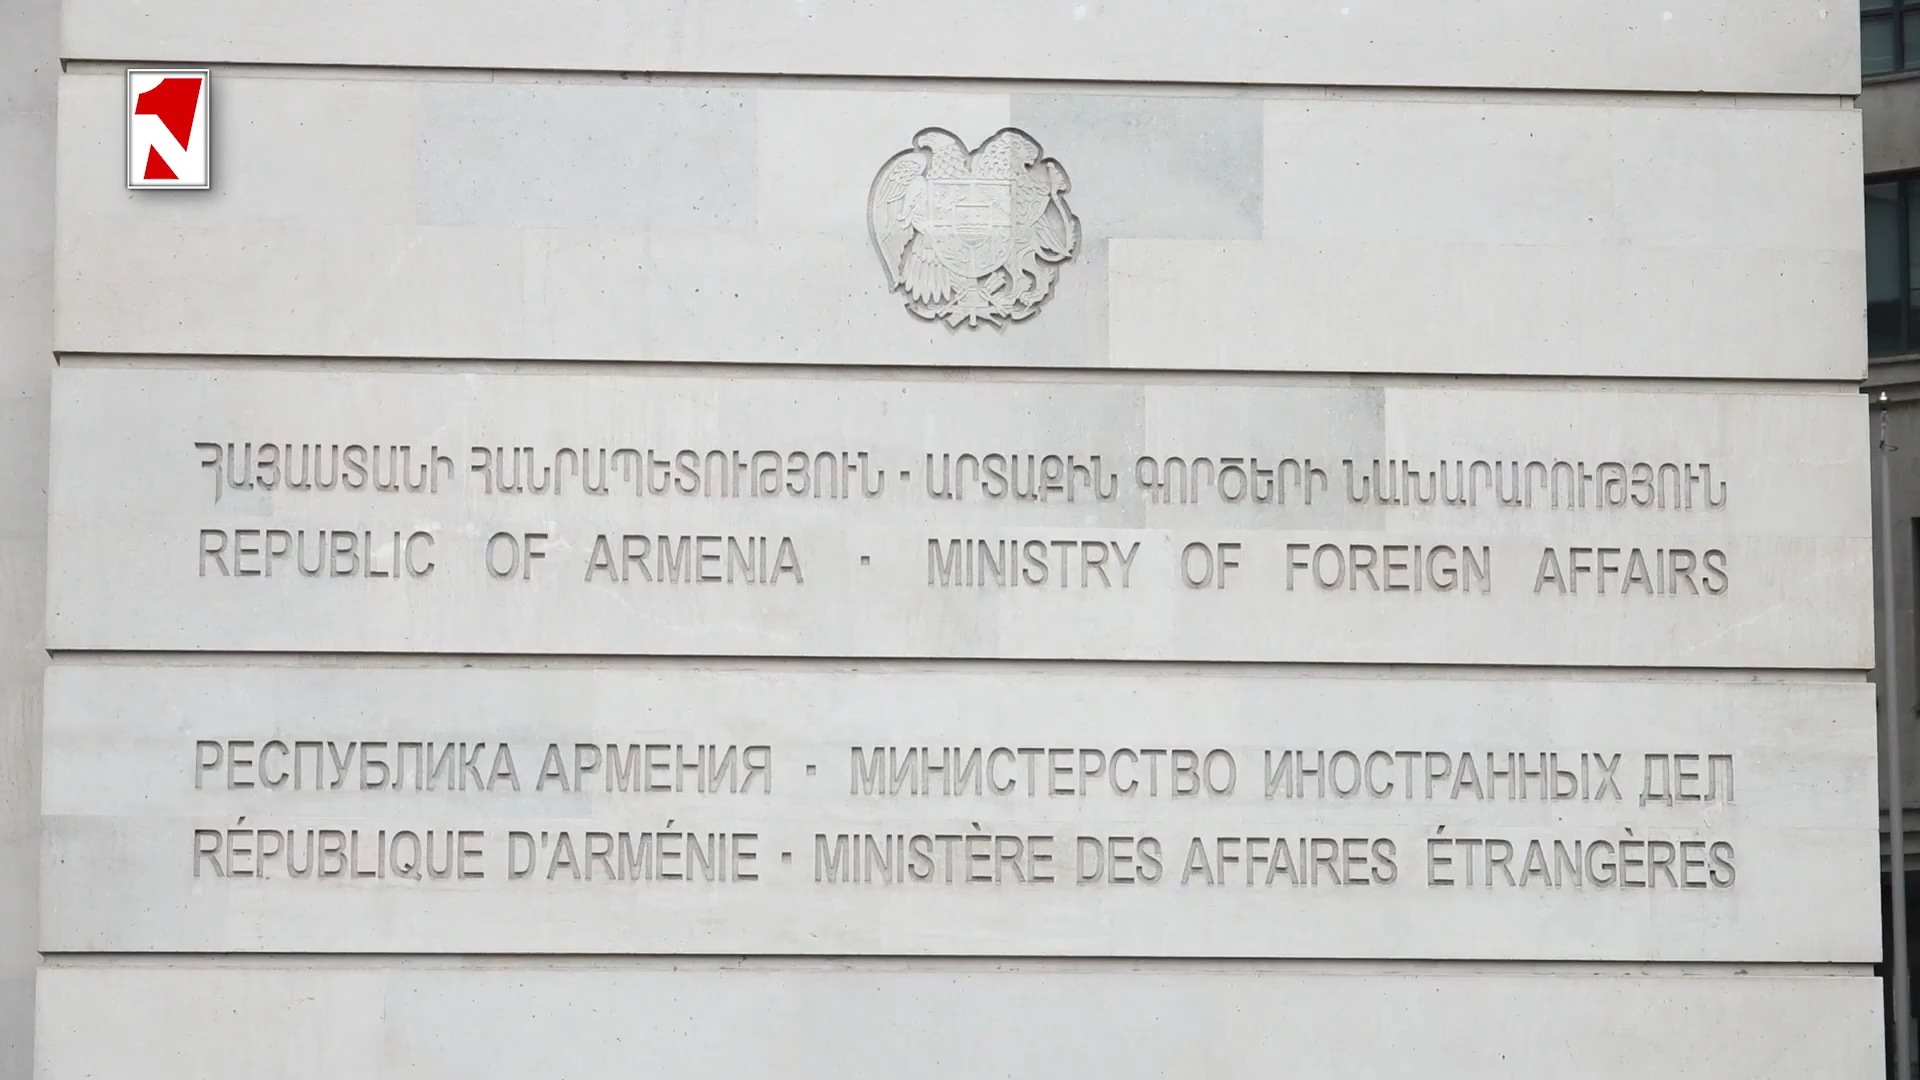 1N
ՀԱՅԱՍՏԱՆԻ ՀԱՆՐԱՊԵՏՈՒԹՅՈՒՆ · ԱՐՏԱՔԻՆ ԳՈՐԾԵՐԻ ՆԱԽԱՐԱՐՈՒԹՅՈՒՆ
REPUBLIC OF ARMENIA · MINISTRY OF FOREIGN AFFAIRS
РЕСПУБЛИКА АРМЕНИЯ · МИНИСТЕРСТВО ИНОСТРАННЫХ ДЕЛ
RÉPUBLIQUE D'ARMÉNIE · MINISTÈRE DES AFFAIRES ÉTRANGÈRES